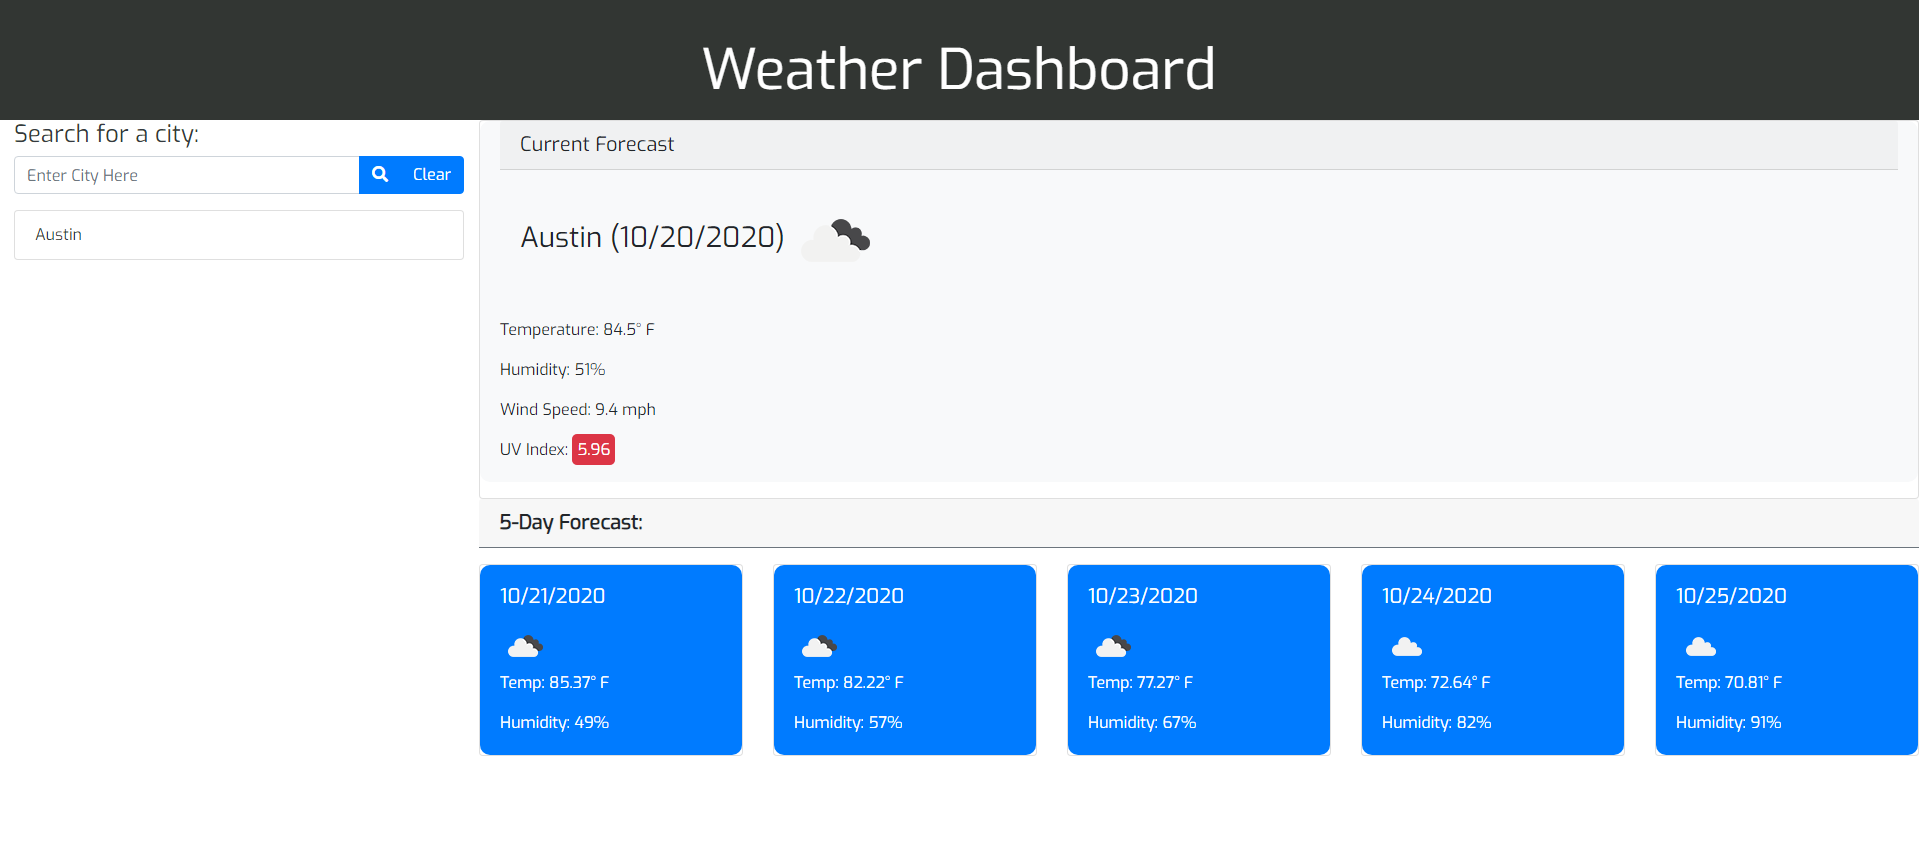 Weather Dashboard
Search for a city:
Enter City Here
Clear
Austin
Current Forecast
Austin (10/20/2020)
Temperature: 84.5° F
Humidity: 51%
Wind Speed: 9.4 mph
UV Index: 5.96
5-Day Forecast:
10/21/2020
Temp: 85.37° F
Humidity: 49%
10/22/2020
Temp: 82.22° F
Humidity: 57%
10/23/2020
Temp: 77.27° F
Humidity: 67%
10/24/2020
Temp: 72.64° F
Humidity: 82%
10/25/2020
Temp: 70.81° F
Humidity: 91%